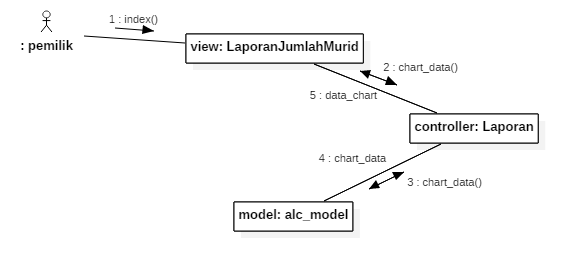 1 : index()
: pemilik
view: LaporanJumlahMurid
2 : chart_data()
5 : data_chart
controller: Laporan
4 : chart_data
3 : chart_data()
model: alc_model